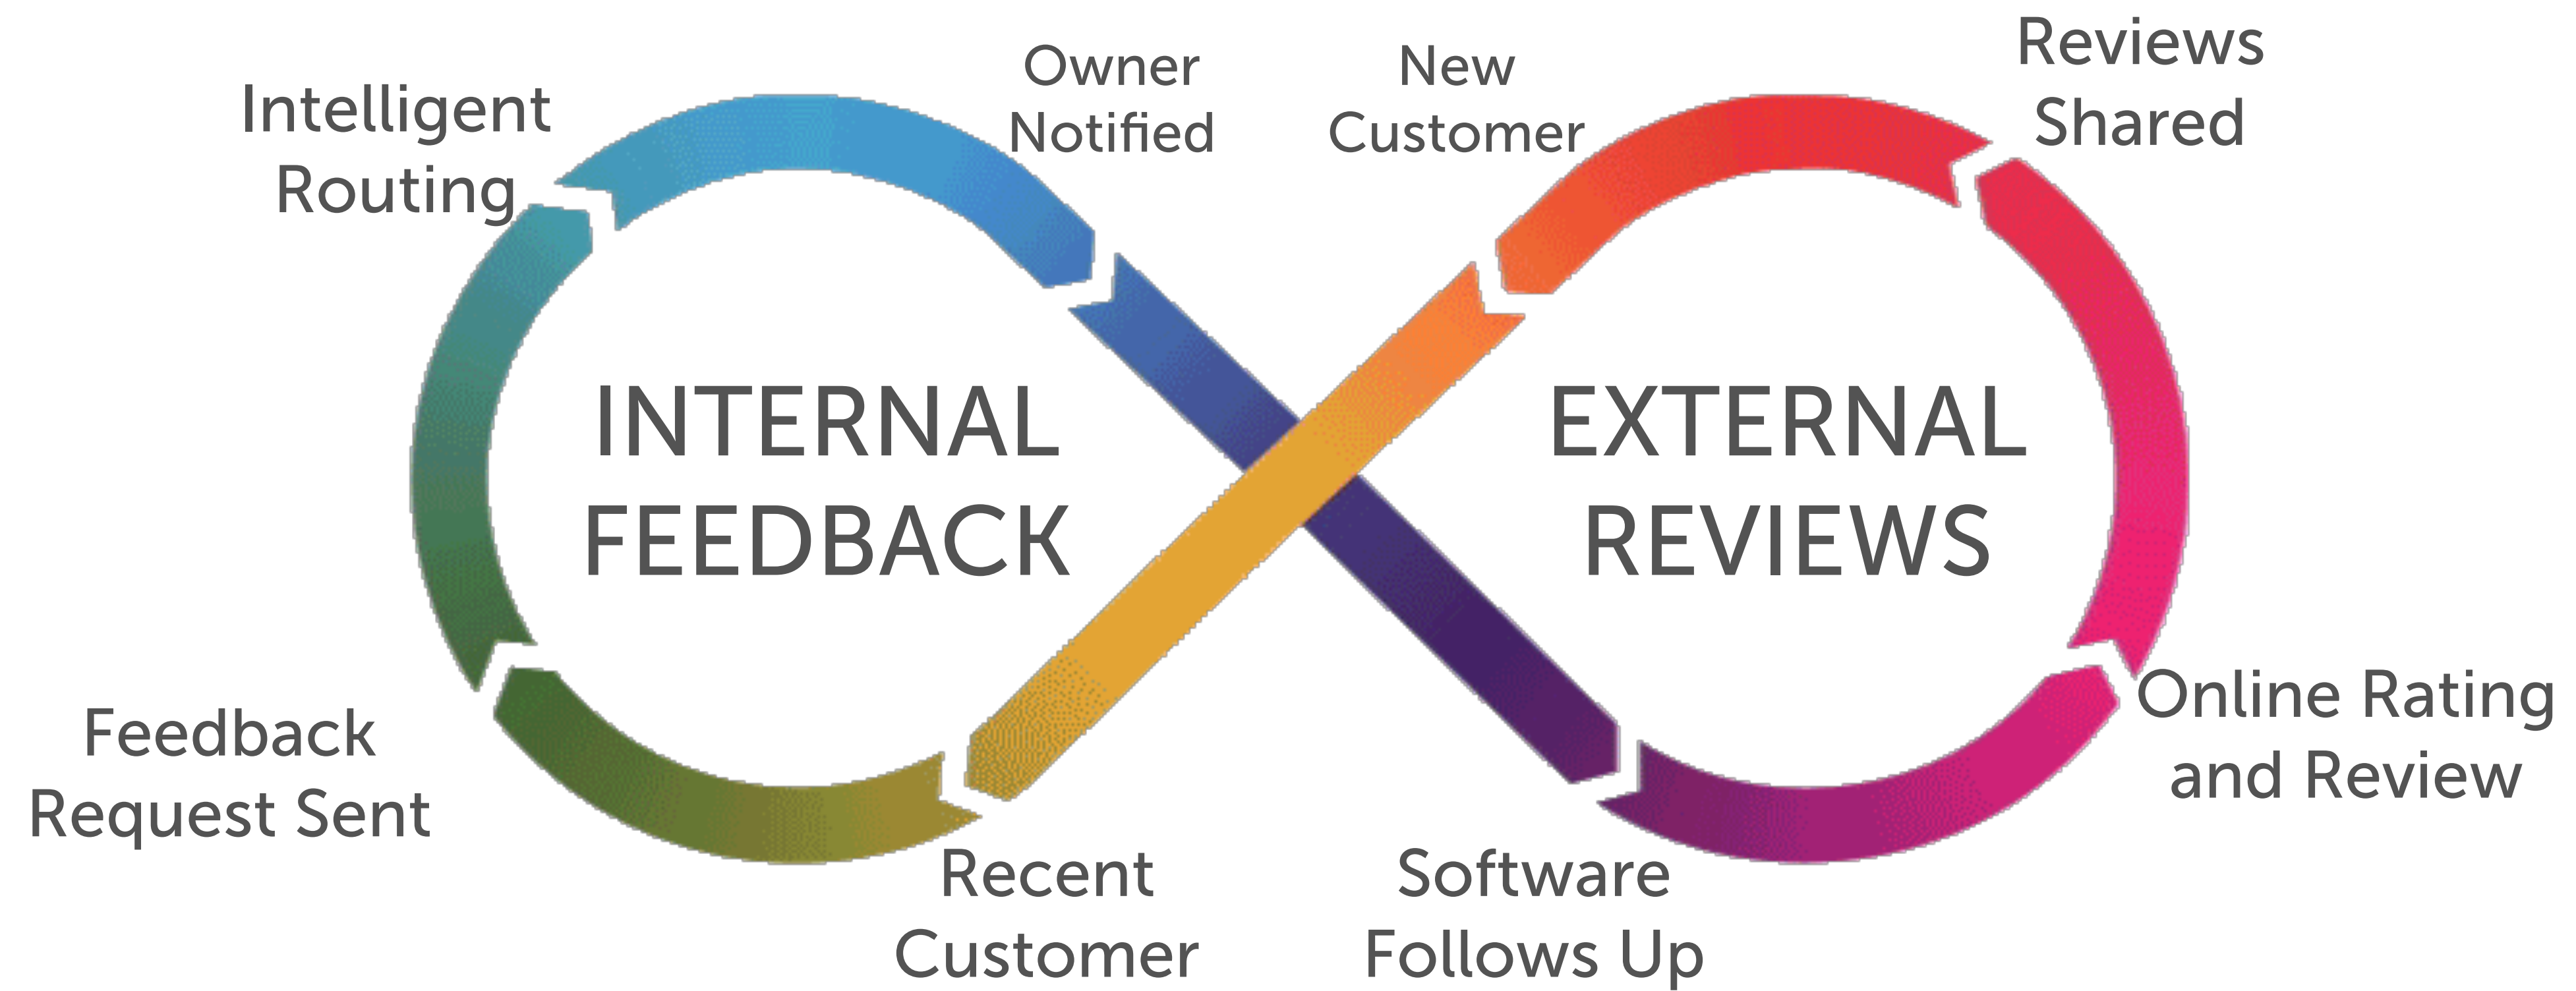 Intelligent
Routing
Owner
Notified
New
Customer
Reviews
Shared
INTERNAL
FEEDBACK
EXTERNAL
REVIEWS
Feedback
Request Sent
Recent
Customer
Software
Follows Up
Online Rating
and Review